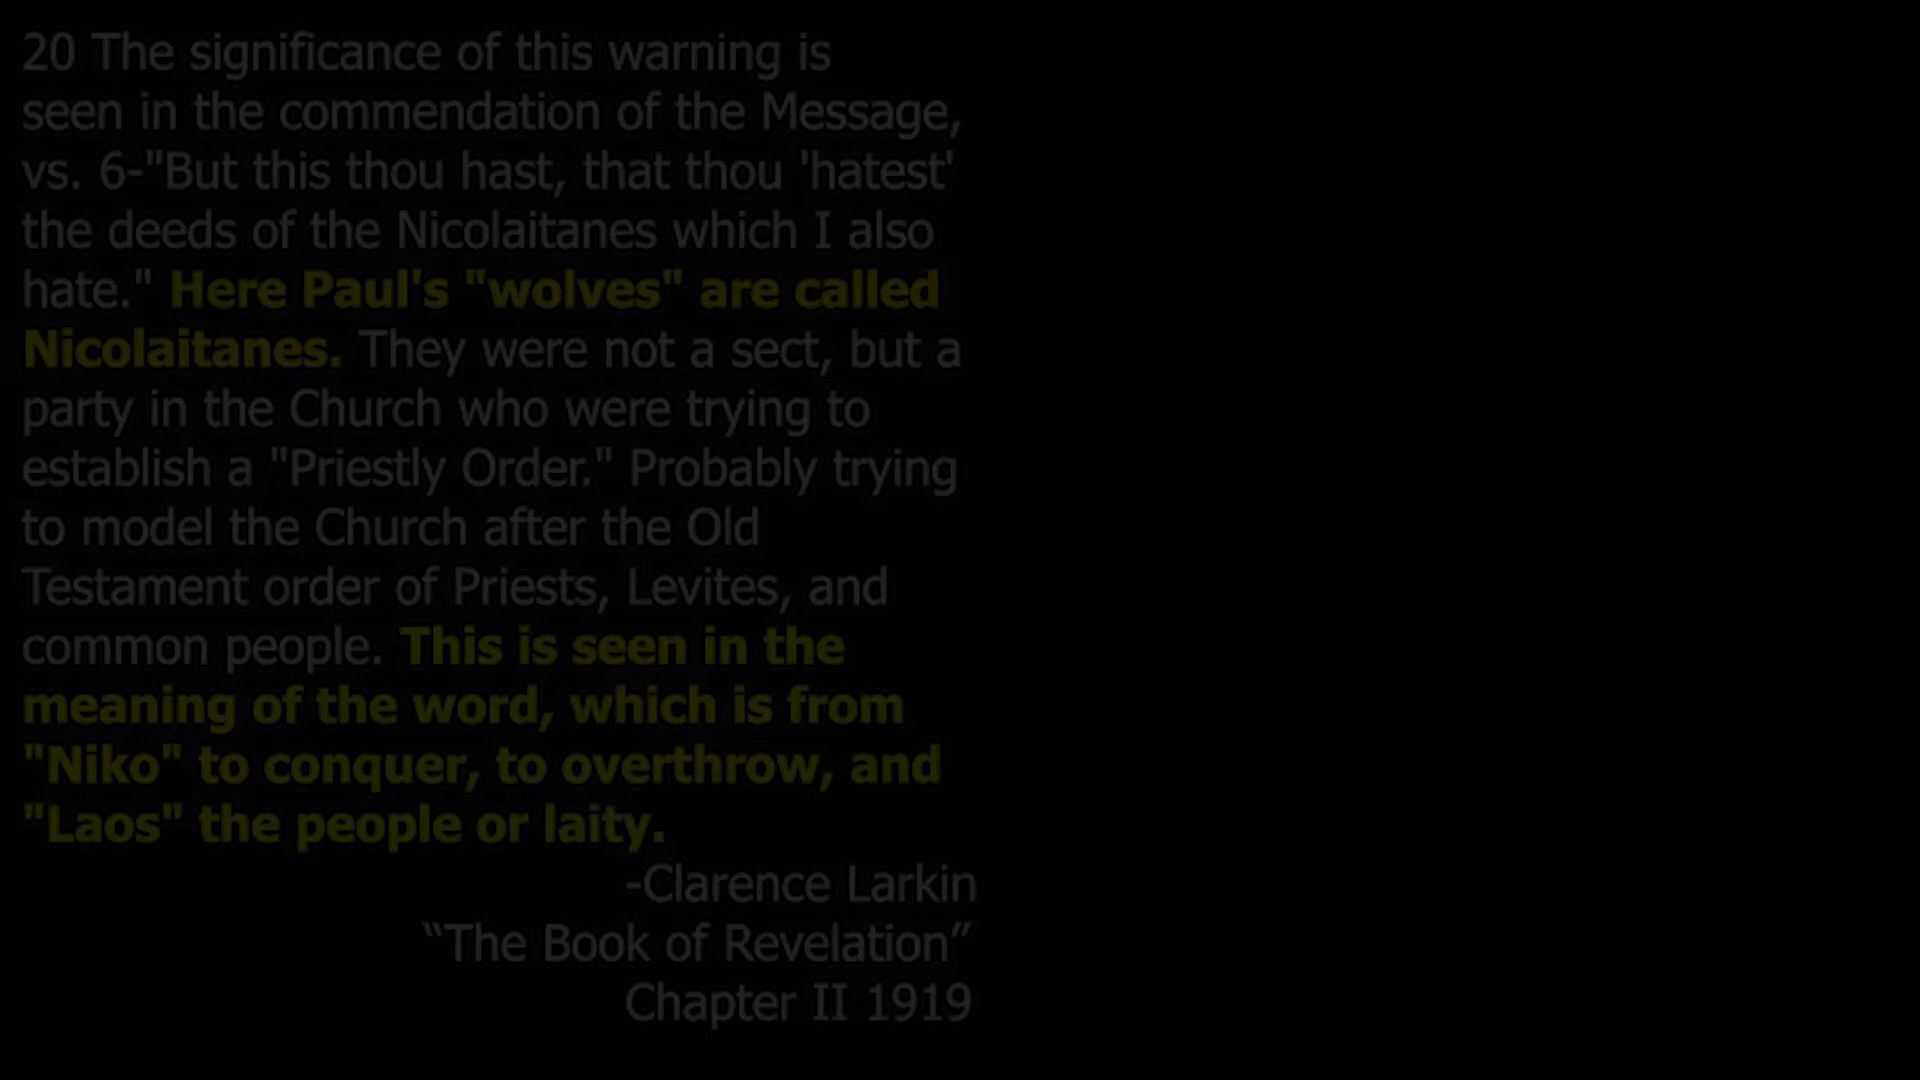 20 The significance of this warning is
seen in the commendation of the Message,
vs. 6-"But this thou hast, that thou 'hatest'
the deeds of the Nicolaitanes which I also
hate." Here Paul's "wolves" are called
Nicolaitanes. They were not a sect, but a
party in the Church who were trying to
establish a "Priestly Order." Probably trying
to model the Church after the Old
Testament order of Priests, Levites, and
common people. This is seen in the
meaning of the word, which is from
"Niko" to conquer, to overthrow, and
"Laos" the people or laity.
-Clarence Larkin
“The Book of Revelation”
Chapter II 1919